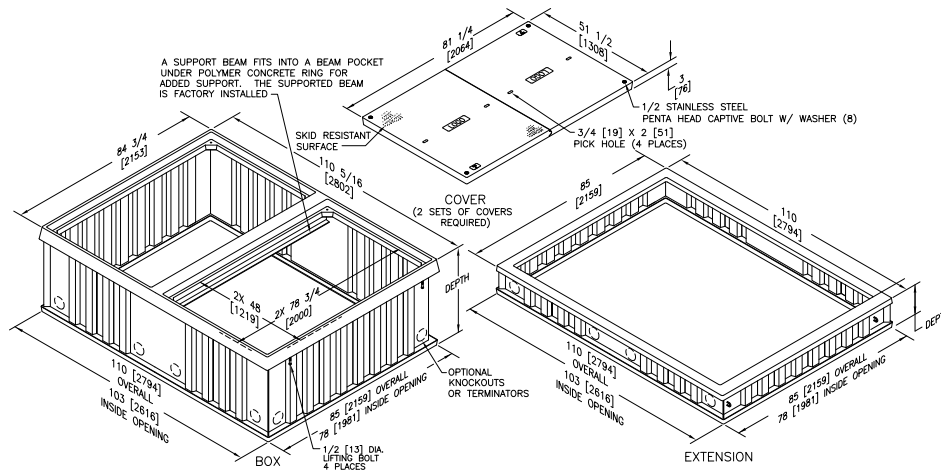 A SUPPORT BEAM FITS INTO A BEAM POCKET
UNDER POLYMER CONCRETE RING FOR
ADDED SUPPORT. THE SUPPORTED BEAM
IS FACTORY INSTALLED
81 1/4
[2064]
51 1/2
[1308]
3
[76]
1/2 STAINLESS STEEL
PENTA HEAD CAPTIVE BOLT W/ WASHER (8)
3/4 [19] X 2 [51]
PICK HOLE (4 PLACES)
SKID RESISTANT
SURFACE
COVER
(2 SETS OF COVERS
REQUIRED)
84 3/4
[2153]
110 5/16
[2802]
2X 48
[1219]
2X 78 3/4
[2000]
DEPTH
OPTIONAL
KNOCKOUTS
OR TERMINATORS
110 [2794]
OVERALL
103 [2616]
INSIDE OPENING
85 [2159] OVERALL
78 [1981] INSIDE OPENING
1/2 [13] DIA.
LIFTING BOLT
4 PLACES
BOX
85
[2159]
110
[2794]
DEPT
110 [2794]
OVERALL
103 [2616]
INSIDE OPENING
85 [2159] OVERALL
78 [1981] INSIDE OPENING
EXTENSION